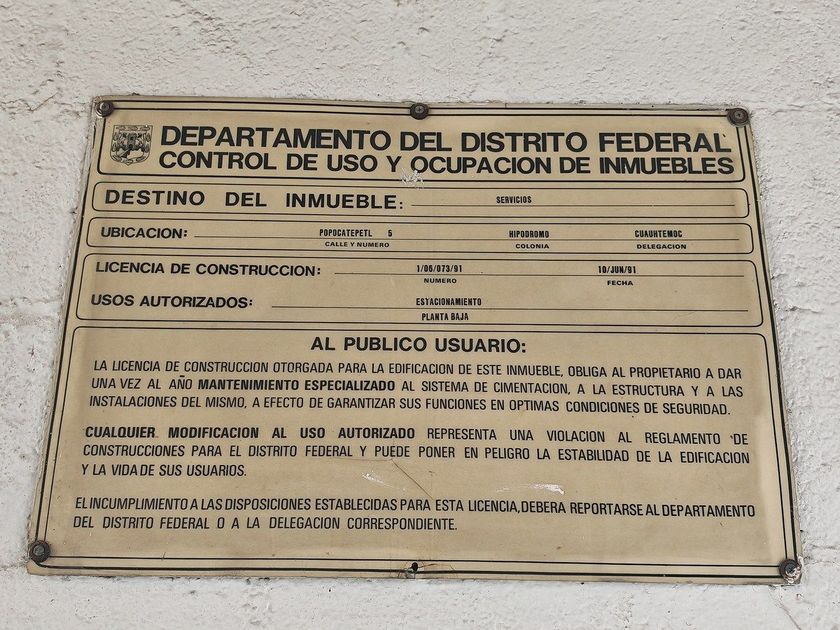 DEPARTAMENTO DEL DISTRITO FEDERAL
CONTROL DE USO Y OCUPACION DE INMUEBLES
DESTINO DEL INMUEBLE: SERVICIOS
UBICACION: POPOCATEPETL 5 HIPODROMO CUAUHTEMOC
CALLE Y NUMERO COLONIA DELEGACION
LICENCIA DE CONSTRUCCION: 1/06/073/91 10/JUN/91
NUMERO FECHA
USOS AUTORIZADOS: ESTACIONAMIENTO
PLANTA BAJA
AL PUBLICO USUARIO:
LA LICENCIA DE CONSTRUCCION OTORGADA PARA LA EDIFICACION DE ESTE INMUEBLE, OBLIGA AL PROPIETARIO A DAR
UNA VEZ AL AÑO MANTENIMIENTO ESPECIALIZADO AL SISTEMA DE CIMENTACION, A LA ESTRUCTURA Y A LAS
INSTALACIONES DEL MISMO, A EFECTO DE GARANTIZAR SUS FUNCIONES EN OPTIMAS CONDICIONES DE SEGURIDAD.
CUALQUIER MODIFICACION AL USO AUTORIZADO REPRESENTA UNA VIOLACION AL REGLAMENTO DE
CONSTRUCCIONES PARA EL DISTRITO FEDERAL Y PUEDE PONER EN PELIGRO LA ESTABILIDAD DE LA EDIFICACION
Y LA VIDA DE SUS USUARIOS.
EL INCUMPLIMIENTO A LAS DISPOSICIONES ESTABLECIDAS PARA ESTA LICENCIA, DEBERA REPORTARSE AL DEPARTAMENTO
DEL DISTRITO FEDERAL O A LA DELEGACION CORRESPONDIENTE.